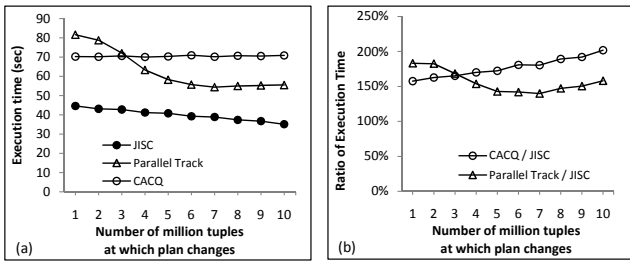 90
80
70
60
50
40
30
20
10
0
Execution time (sec)
JISC
Parallel Track
CACQ
1 2 3 4 5 6 7 8 9 10
Number of million tuples
at which plan changes
(a)
250%
200%
150%
100%
50%
0%
Ratio of Execution Time
CACQ / JISC
Parallel Track / JISC
1 2 3 4 5 6 7 8 9 10
Number of million tuples
at which plan changes
(b)